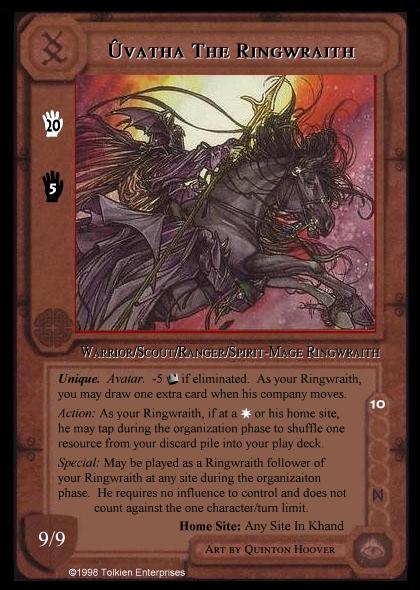 Ûvatha The Ringwraith
20
5
Warrior/Scout/Ranger/Spirit-Mage Ringwraith
Unique. Avatar. -5 if eliminated. As your Ringwraith,
you may draw one extra card when his company moves.
10
Action: As your Ringwraith, if at a or his home site,
he may tap during the organization phase to shuffle one
resource from your discard pile into your play deck.
Special: May be played as a Ringwraith follower of
your Ringwraith at any site during the organizaiton
phase. He requires no influence to control and does not
count against the one character/turn limit.
Home Site: Any Site In Khand
9/9
Art by Quinton Hoover
©1998 Tolkien Enterprises